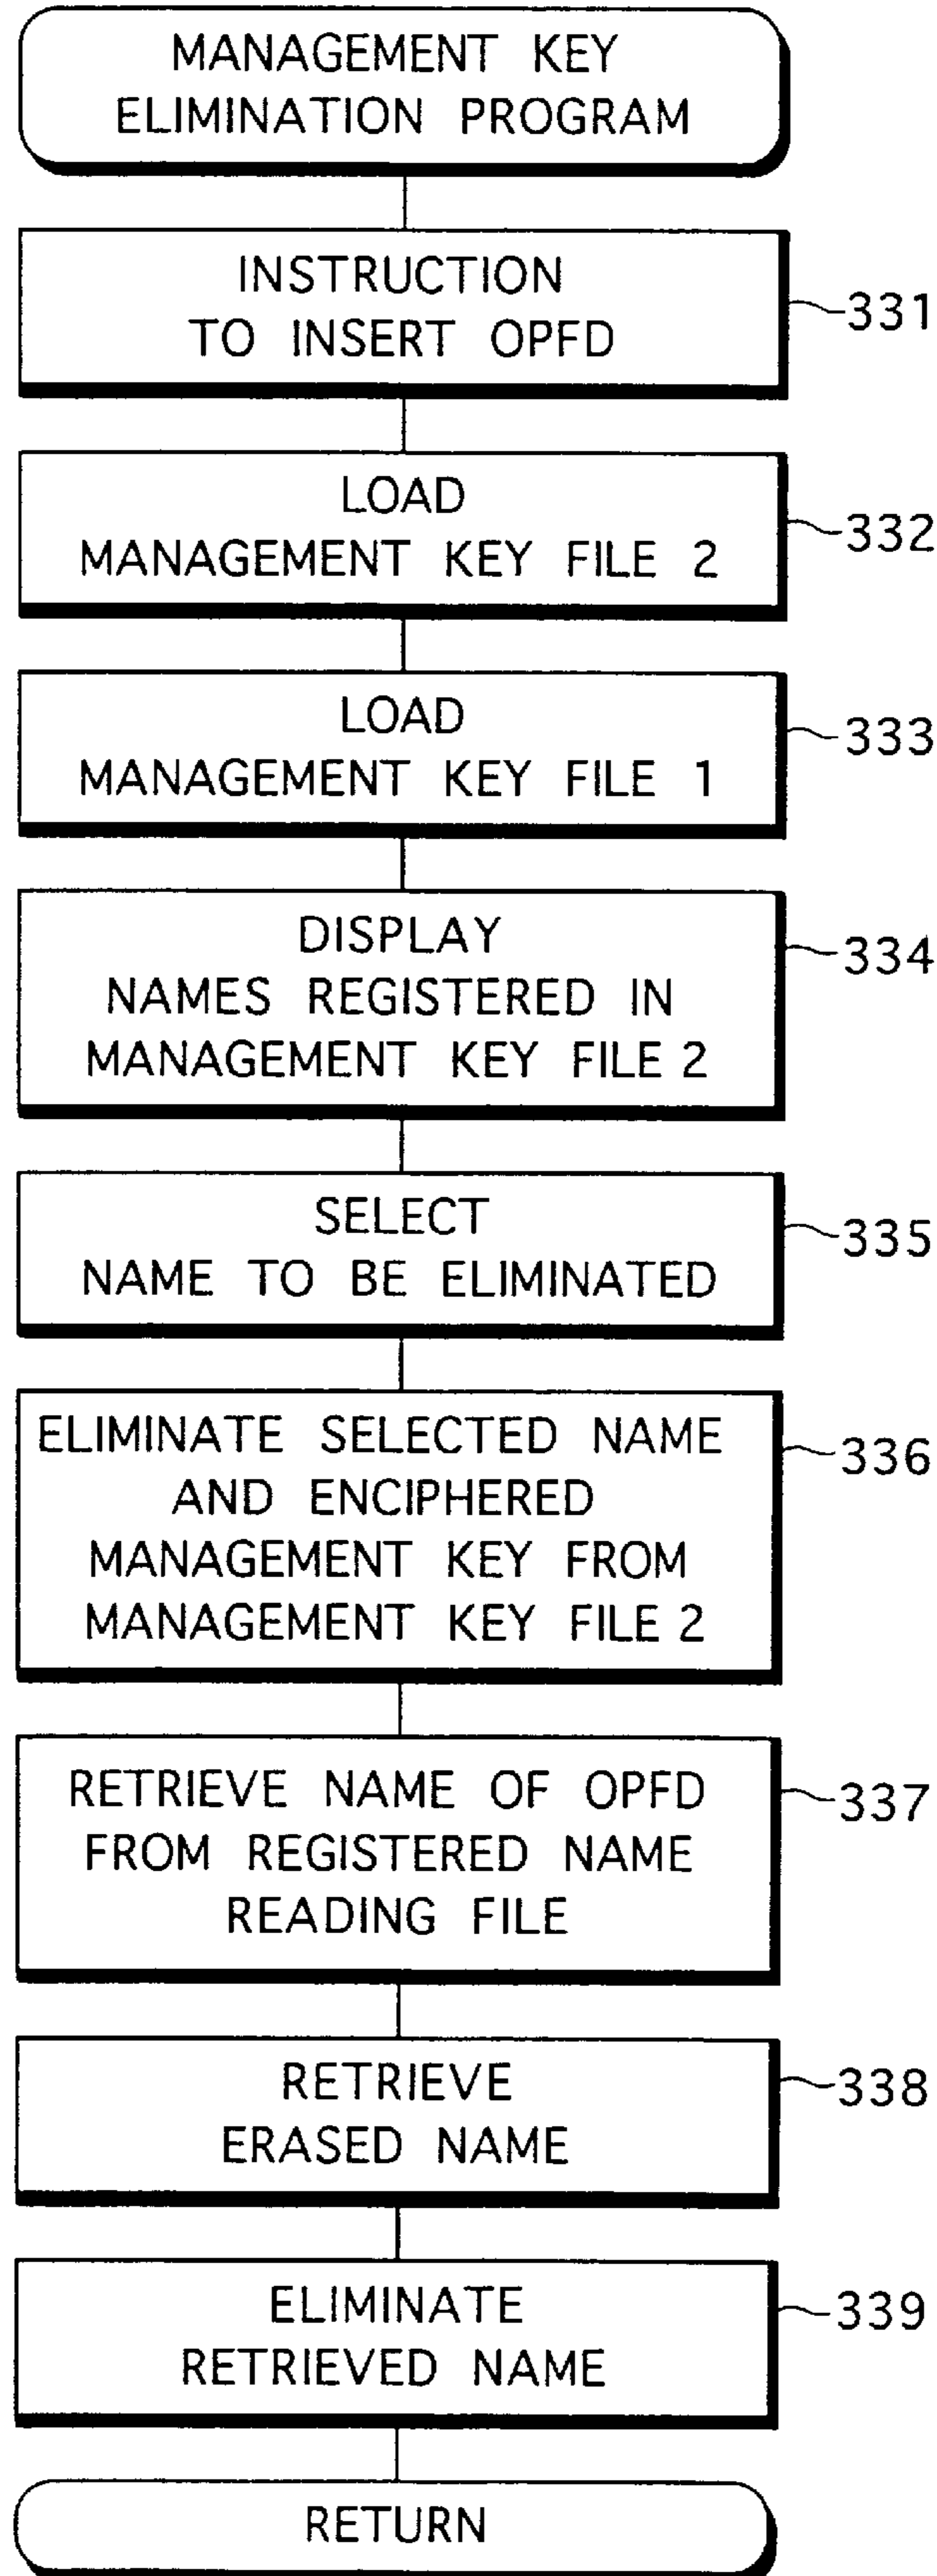 MANAGEMENT KEY
ELIMINATION PROGRAM
INSTRUCTION
TO INSERT OPFD
331
LOAD
MANAGEMENT KEY FILE 2
332
LOAD
MANAGEMENT KEY FILE 1
333
DISPLAY
NAMES REGISTERED IN
MANAGEMENT KEY FILE 2
334
SELECT
NAME TO BE ELIMINATED
335
ELIMINATE SELECTED NAME
AND ENCIPHERED
MANAGEMENT KEY FROM
MANAGEMENT KEY FILE 2
336
RETRIEVE NAME OF OPFD
FROM REGISTERED NAME
READING FILE
337
RETRIEVE
ERASED NAME
338
ELIMINATE
RETRIEVED NAME
339
RETURN